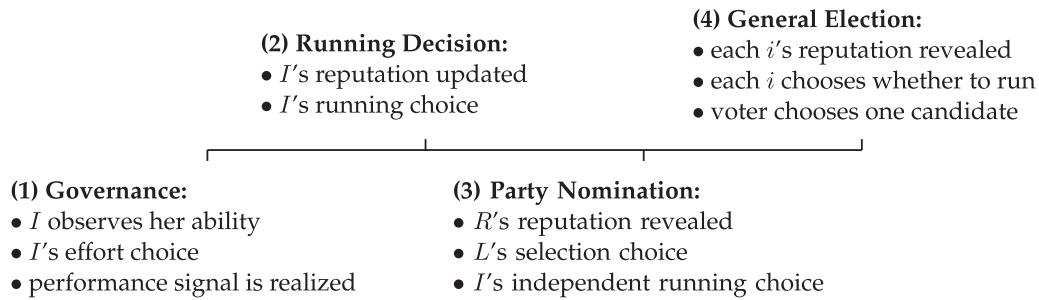 (1) Governance:
• I observes her ability
• I's effort choice
• performance signal is realized
(2) Running Decision:
• I's reputation updated
• I's running choice
(3) Party Nomination:
• R's reputation revealed
• L's selection choice
• I's independent running choice
(4) General Election:
• each i's reputation revealed
• each i chooses whether to run
• voter chooses one candidate